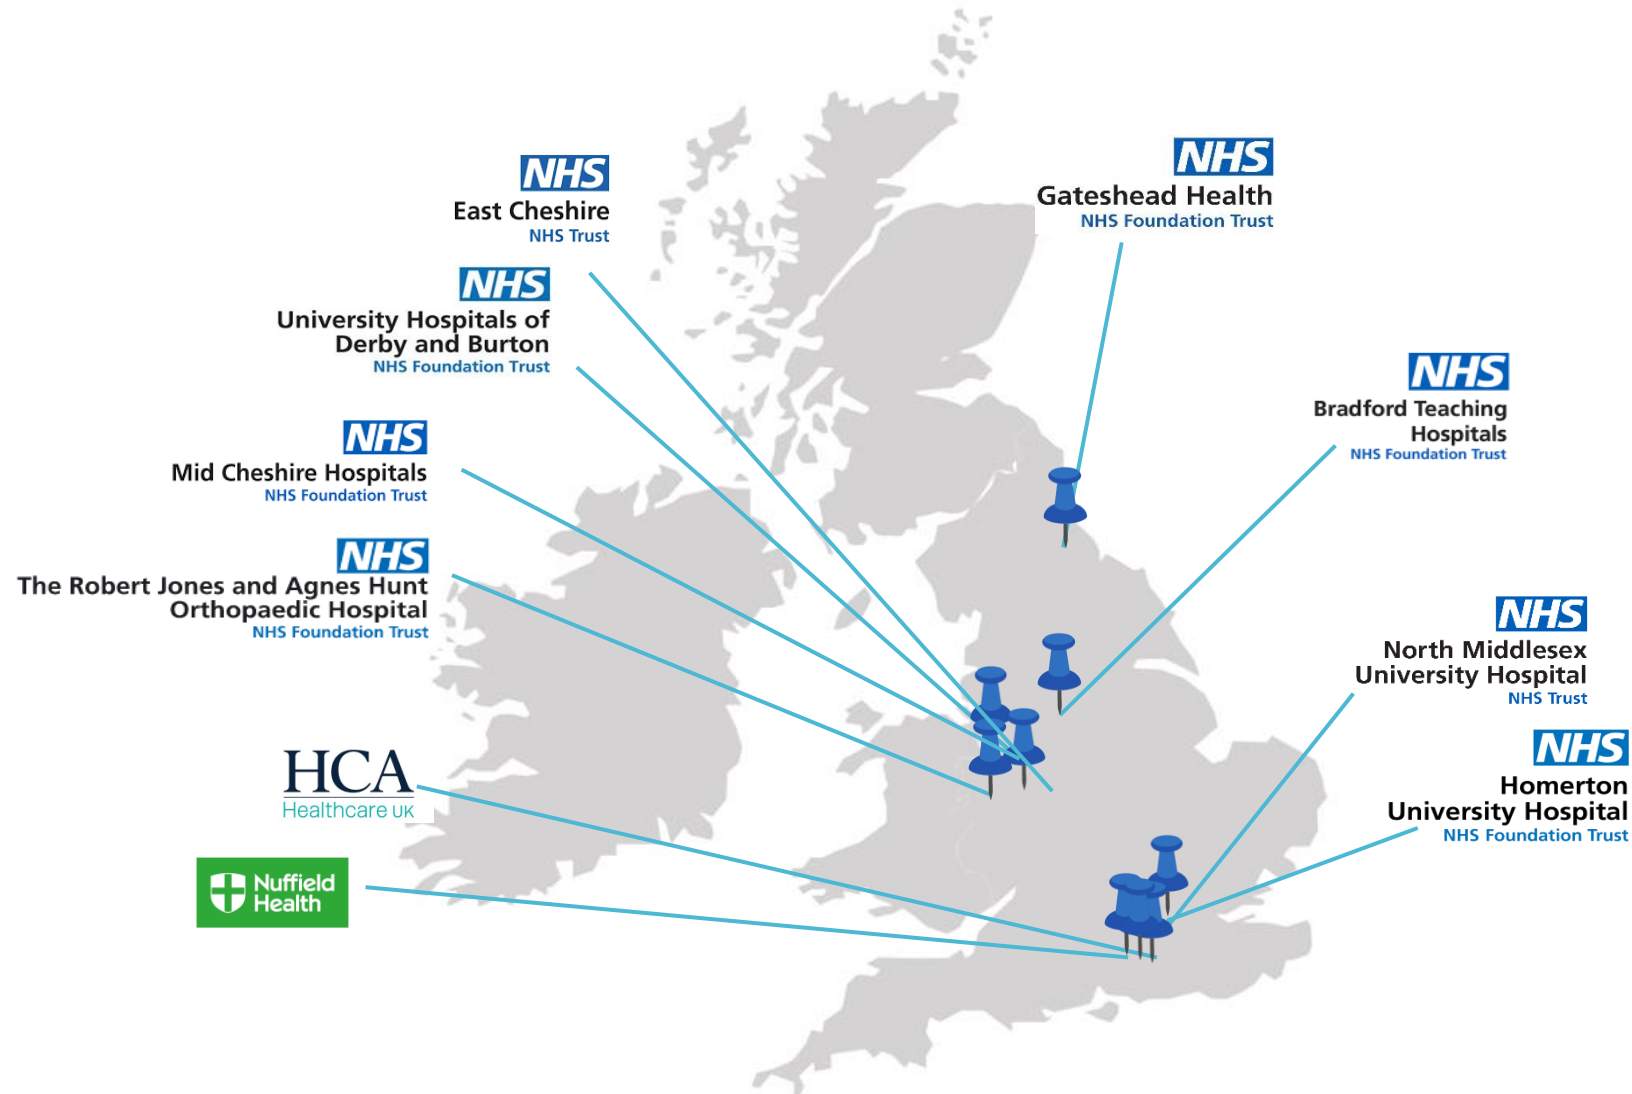 NHS
East Cheshire
NHS Trust
NHS
University Hospitals of
Derby and Burton
NHS Foundation Trust
NHS
Mid Cheshire Hospitals
NHS Foundation Trust
NHS
The Robert Jones and Agnes Hunt
Orthopaedic Hospital
NHS Foundation Trust
HCA
Healthcare UK
Nuffield
Health
NHS
Gateshead Health
NHS Foundation Trust
NHS
Bradford Teaching
Hospitals
NHS Foundation Trust
NHS
North Middlesex
University Hospital
NHS Trust
NHS
Homerton
University Hospital
NHS Foundation Trust